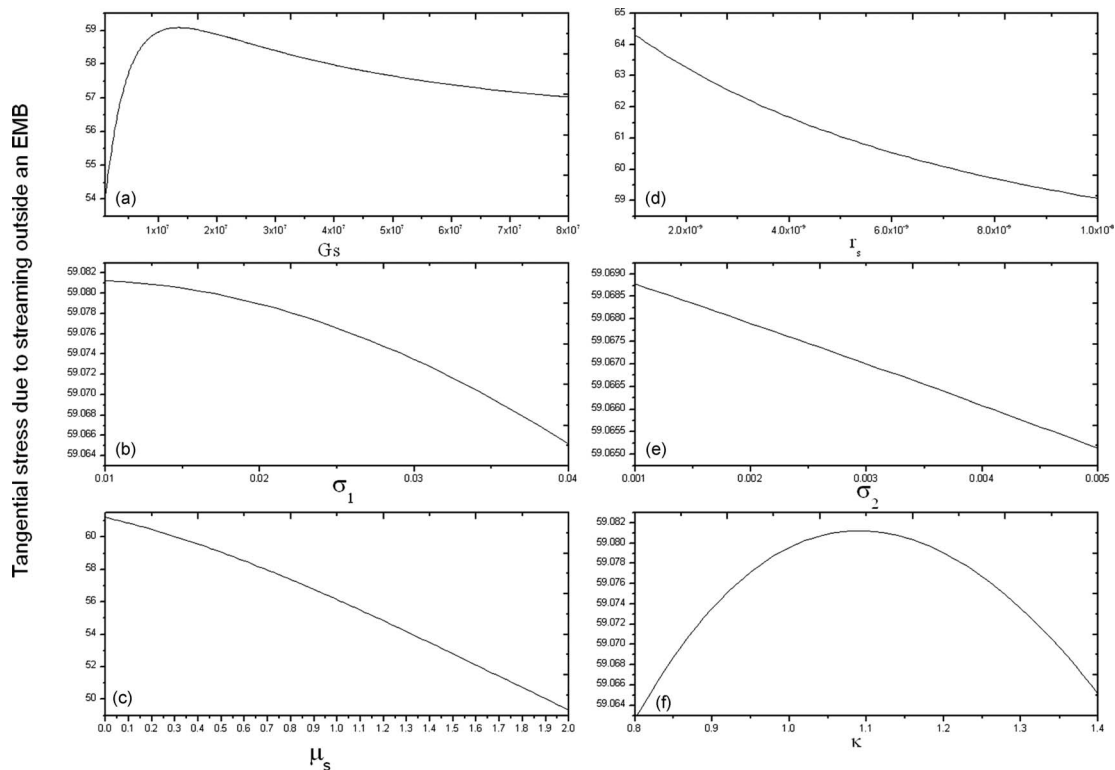 Tangential stress due to streaming outside an EMB
59
58
57
56
55
54
(a)
1x10⁷ 2x10⁷ 3x10⁷ 4x10⁷ 5x10⁷ 6x10⁷ 7x10⁷ 8x10⁷
Gs
65
64
63
62
61
60
59
(d)
2.0x10⁻⁹ 4.0x10⁻⁹ 6.0x10⁻⁹ 8.0x10⁻⁹ 1.0x10⁻⁸
rₛ
59.082
59.080
59.078
59.076
59.074
59.072
59.070
59.068
59.066
59.064
(b)
0.01 0.02 0.03 0.04
σ₁
59.0690
59.0685
59.0680
59.0675
59.0670
59.0665
59.0660
59.0655
59.0650
(e)
0.001 0.002 0.003 0.004 0.005
σ₂
60
58
56
54
52
50
(c)
0.0 0.1 0.2 0.3 0.4 0.5 0.6 0.7 0.8 0.9 1.0 1.1 1.2 1.3 1.4 1.5 1.6 1.7 1.8 1.9 2.0
μₛ
59.082
59.080
59.078
59.076
59.074
59.072
59.070
59.068
59.066
59.064
(f)
0.8 0.9 1.0 1.1 1.2 1.3 1.4
κ